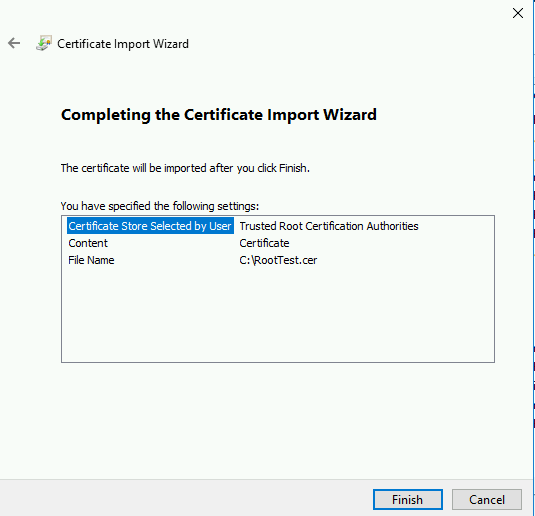 Certificate Import Wizard
Completing the Certificate Import Wizard
The certificate will be imported after you click Finish.
You have specified the following settings:
Certificate Store Selected by User Trusted Root Certification Authorities
Content Certificate
File Name C:\RootTest.cer
Finish Cancel